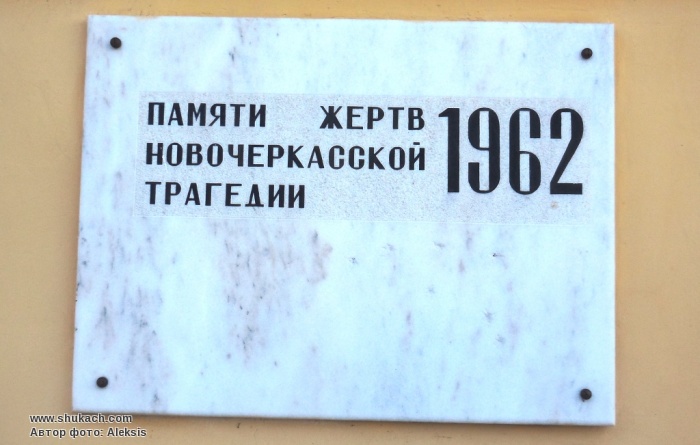 ПАМЯТИ ЖЕРТВ 1962
НОВОЧЕРКАССКОЙ
ТРАГЕДИИ
www.shukach.com
Автор фото: Aleksis